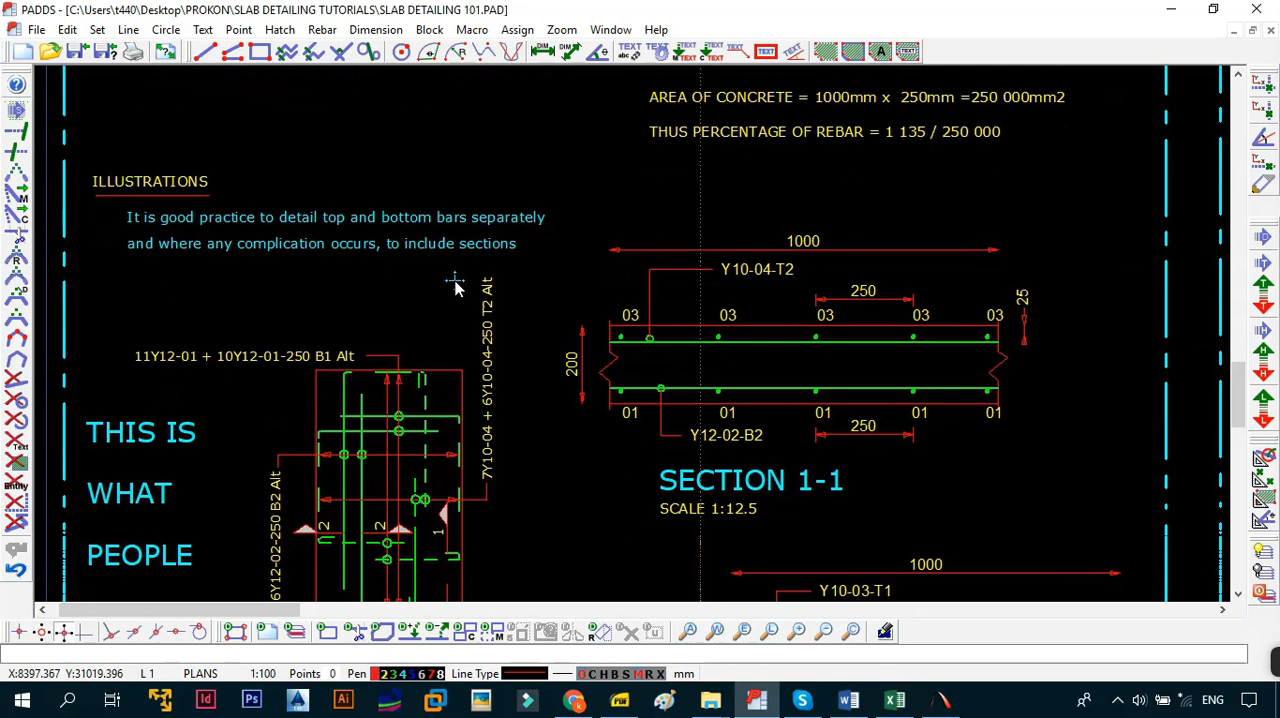 PADDS - [C:\Users\t440\Desktop\PROKON\SLAB DETAILING TUTORIALS\SLAB DETAILING 101.PAD]
File Edit Set Line Circle Text Point Hatch Rebar Dimension Block Macro Assign Zoom Window Help
AREA OF CONCRETE = 1000mm x 250mm =250 000mm2
THUS PERCENTAGE OF REBAR = 1 135 / 250 000
ILLUSTRATIONS
It is good practice to detail top and bottom bars separately
and where any complication occurs, to include sections
1000
Y10-04-T2
250
25
03 03 03 03 03
200
01 01 01 01 01
Y12-02-B2
250
SECTION 1-1
SCALE 1:12.5
1000
Y10-03-T1
11Y12-01 + 10Y12-01-250 B1 Alt
7Y10-04 + 6Y10-04-250 T2 Alt
6Y12-02-250 B2 Alt
2 2 1
THIS IS
WHAT
PEOPLE
X:8397.367 Y:31019.396 L 1 PLANS 1:100 Points 0 Pen 12345678 Line Type OCHBSMRX mm
ENG